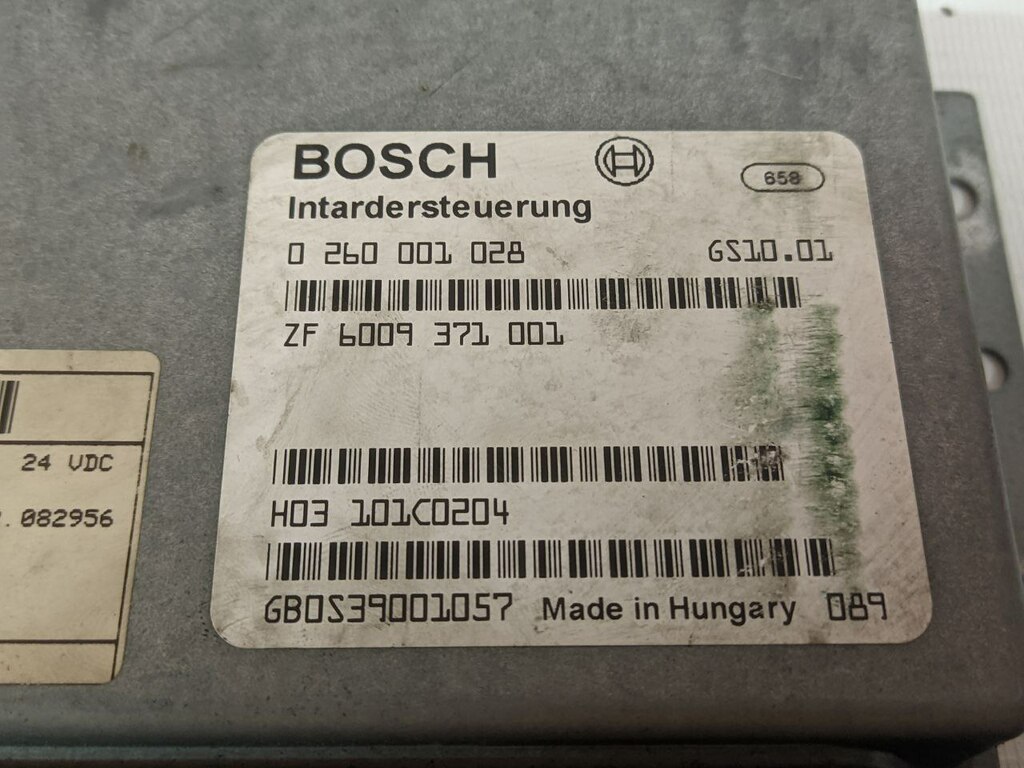 BOSCH
658
Intardersteuerung
0 260 001 028 GS10.01
ZF 6009 371 001
H03 101C0204
GBOS39001057 Made in Hungary 089
24 VDC
.082956